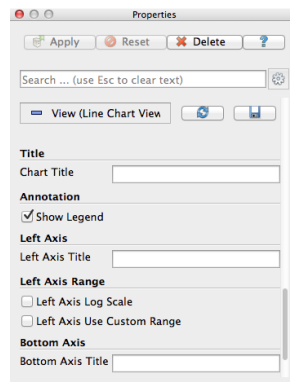 Properties
Apply Reset Delete ?
Search ... (use Esc to clear text)
View (Line Chart View
Title
Chart Title
Annotation
Show Legend
Left Axis
Left Axis Title
Left Axis Range
Left Axis Log Scale
Left Axis Use Custom Range
Bottom Axis
Bottom Axis Title